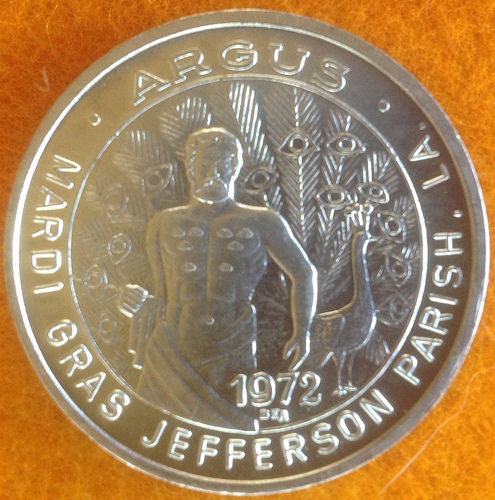 · ARGUS ·
MARDI GRAS JEFFERSON PARISH · LA.
1972